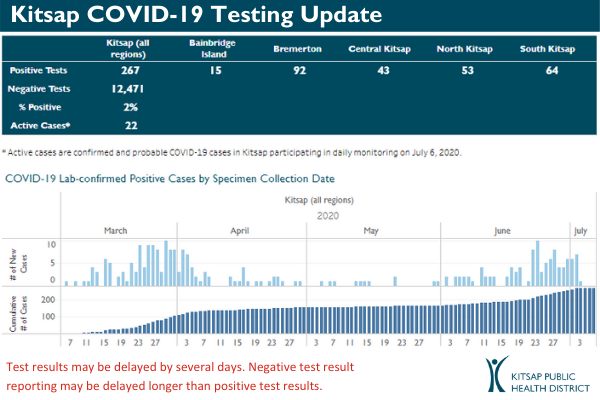 Kitsap COVID-19 Testing Update
Kitsap (all regions) Bainbridge Island Bremerton Central Kitsap North Kitsap South Kitsap
Positive Tests 267 15 92 43 53 64
Negative Tests 12,471
% Positive 2%
Active Cases* 22
* Active cases are confirmed and probable COVID-19 cases in Kitsap participating in daily monitoring on July 6, 2020.
COVID-19 Lab-confirmed Positive Cases by Specimen Collection Date
Kitsap (all regions)
2020
March April May June July
# of New Cases
10
5
0
Cumulative # of Cases
200
100
7 11 15 19 23 27 3 7 11 15 19 23 27 3 7 11 15 19 23 27 3 7 11 15 19 23 27 3
Test results may be delayed by several days. Negative test result
reporting may be delayed longer than positive test results.
KITSAP PUBLIC
HEALTH DISTRICT